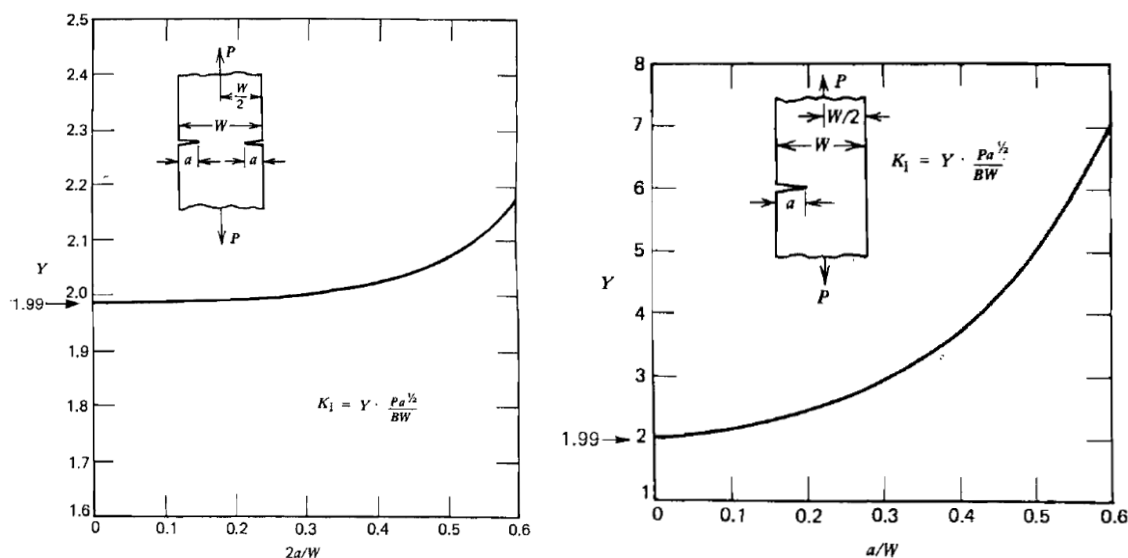 2.5
2.4
2.3
2.2
2.1
2.0
1.9
1.8
1.7
1.6
Y
1.99
0 0.1 0.2 0.3 0.4 0.5 0.6
2a/W
P
W/2
W
a a
P
K₁ = Y · Pa^½/BW
8
7
6
5
4
3
2
1
Y
1.99
0 0.1 0.2 0.3 0.4 0.5 0.6
a/W
P
W/2
W
a
P
K₁ = Y · Pa^½/BW